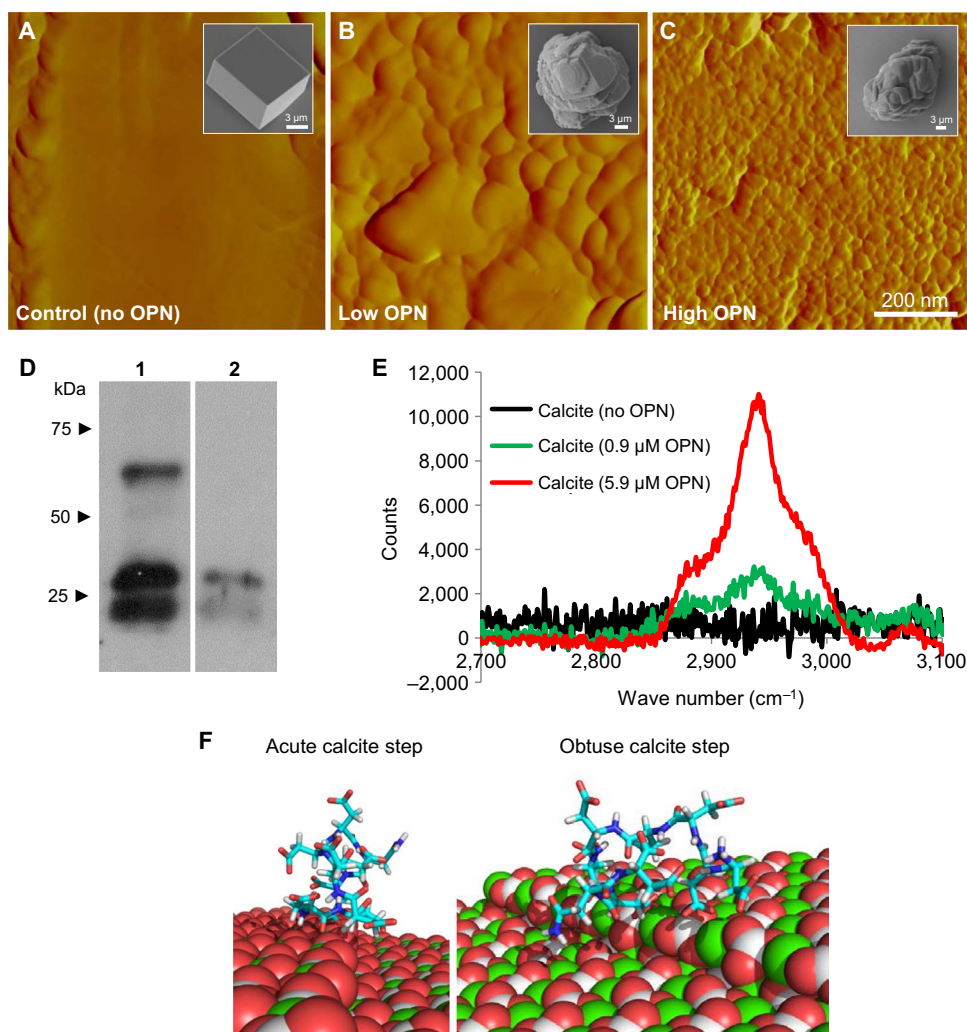 A
3 µm
Control (no OPN)
B
3 µm
Low OPN
C
3 µm
200 nm
High OPN
D
1 2
kDa
75 ►
50 ►
25 ►
E
12,000
10,000
8,000
6,000
4,000
2,000
0
–2,000
Counts
Calcite (no OPN)
Calcite (0.9 µM OPN)
Calcite (5.9 µM OPN)
2,700 2,800 2,900 3,000 3,100
Wave number (cm⁻¹)
F
Acute calcite step Obtuse calcite step